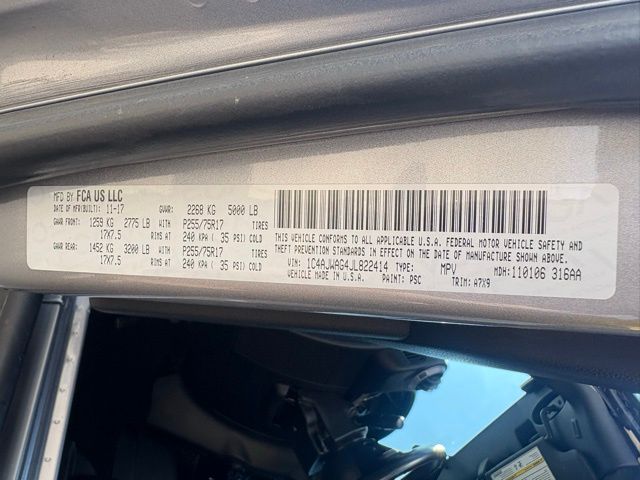 MFD BY FCA US LLC
DATE OF MFR(BUILT): 11-17 GVWR: 2268 KG 5000 LB
GAWR FRONT: 1259 KG 2775 LB WITH P255/75R17 TIRES
17X7.5 RIMS AT 240 KPA ( 35 PSI) COLD
GAWR REAR: 1452 KG 3200 LB WITH P255/75R17 TIRES
17X7.5 RIMS AT 240 KPA ( 35 PSI) COLD
THIS VEHICLE CONFORMS TO ALL APPLICABLE U.S.A. FEDERAL MOTOR VEHICLE SAFETY AND
THEFT PREVENTION STANDARDS IN EFFECT ON THE DATE OF MANUFACTURE SHOWN ABOVE.
VIN: 1C4AJWAG4JL822414 TYPE: MPV MDH: 110106 316AA
VEHICLE MADE IN U.S.A. PAINT: PSC TRIM: A7X9